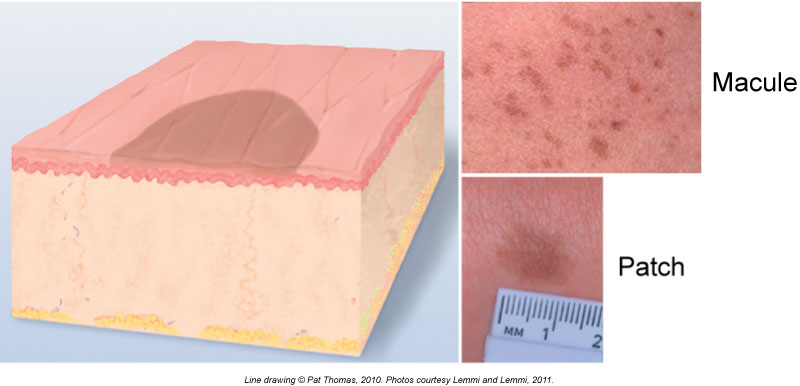 Macule
Patch
MM 1 2
Line drawing © Pat Thomas, 2010. Photos courtesy Lemmi and Lemmi, 2011.